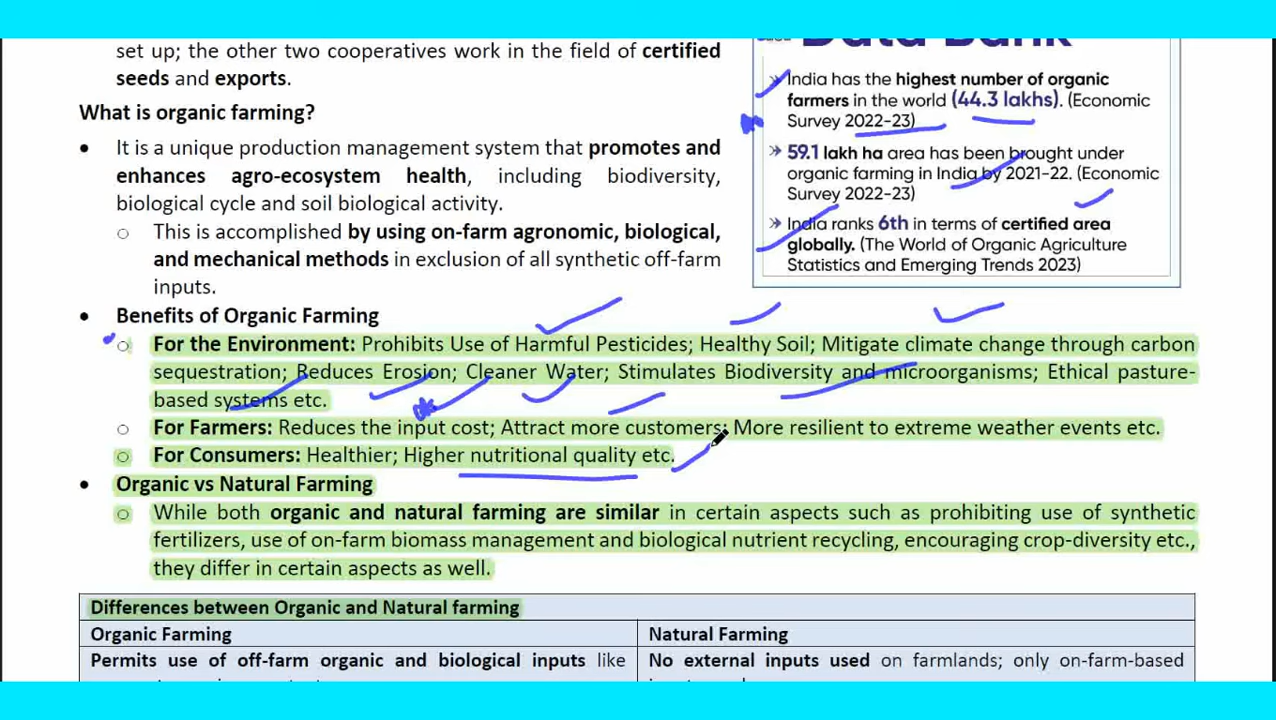 set up; the other two cooperatives work in the field of certified
seeds and exports.
What is organic farming?
• It is a unique production management system that promotes and
enhances agro-ecosystem health, including biodiversity,
biological cycle and soil biological activity.
○ This is accomplished by using on-farm agronomic, biological,
and mechanical methods in exclusion of all synthetic off-farm
inputs.
Data Bank
» India has the highest number of organic
farmers in the world (44.3 lakhs). (Economic
Survey 2022-23)
» 59.1 lakh ha area has been brought under
organic farming in India by 2021-22. (Economic
Survey 2022-23)
» India ranks 6th in terms of certified area
globally. (The World of Organic Agriculture
Statistics and Emerging Trends 2023)
• Benefits of Organic Farming
○ For the Environment: Prohibits Use of Harmful Pesticides; Healthy Soil; Mitigate climate change through carbon
sequestration; Reduces Erosion; Cleaner Water; Stimulates Biodiversity and microorganisms; Ethical pasture-
based systems etc.
○ For Farmers: Reduces the input cost; Attract more customers; More resilient to extreme weather events etc.
○ For Consumers: Healthier; Higher nutritional quality etc.
• Organic vs Natural Farming
○ While both organic and natural farming are similar in certain aspects such as prohibiting use of synthetic
fertilizers, use of on-farm biomass management and biological nutrient recycling, encouraging crop-diversity etc.,
they differ in certain aspects as well.
Differences between Organic and Natural farming
Organic Farming
Natural Farming
Permits use of off-farm organic and biological inputs like
No external inputs used on farmlands; only on-farm-based